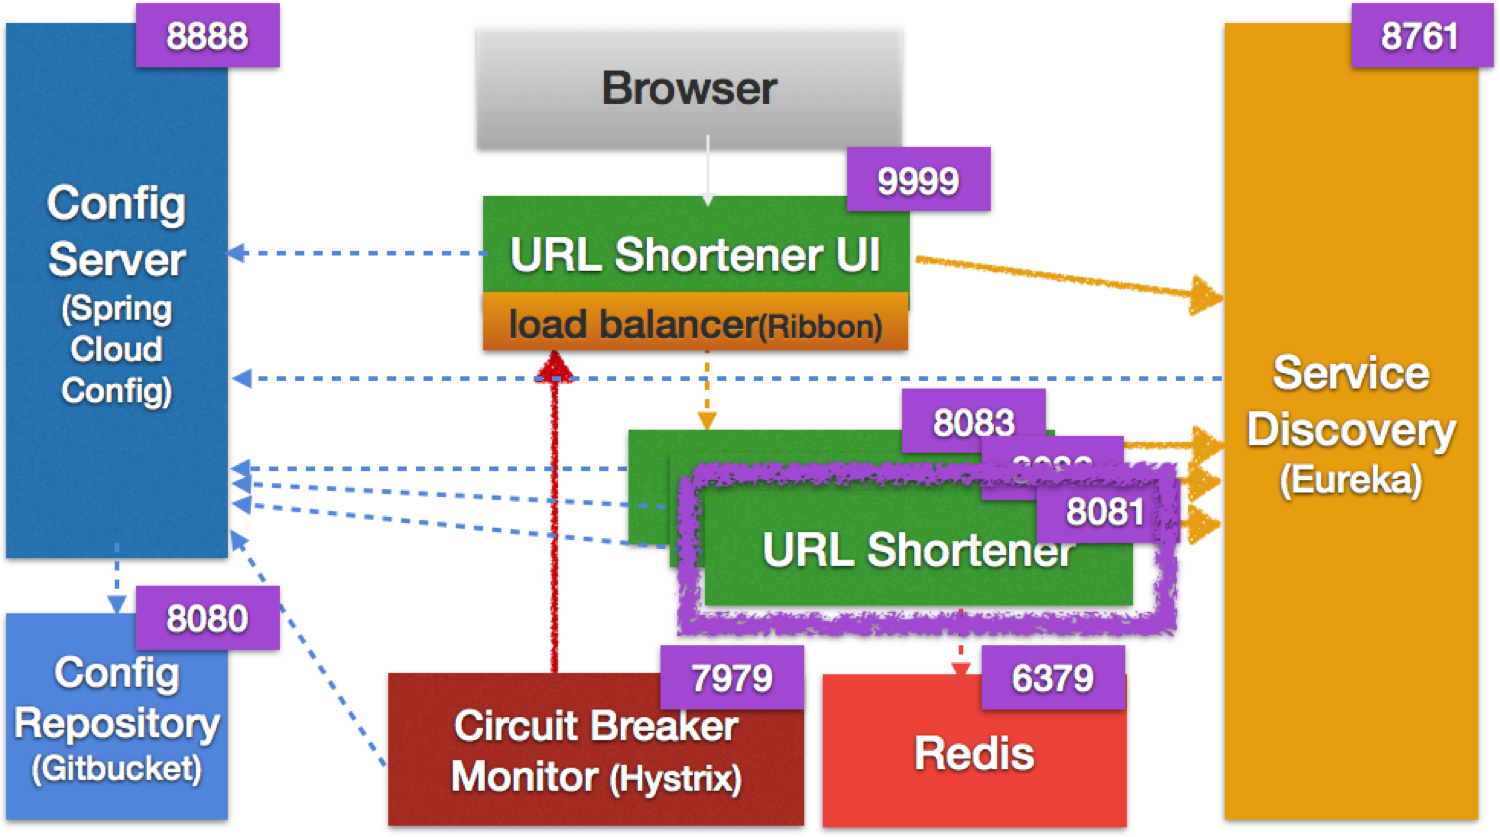 8888
8761
Browser
9999
Config
Server
(Spring
Cloud
Config)
URL Shortener UI
load balancer(Ribbon)
Service
Discovery
(Eureka)
8083
8081
URL Shortener
8080
Config
Repository
(Gitbucket)
7979
Circuit Breaker
Monitor (Hystrix)
6379
Redis